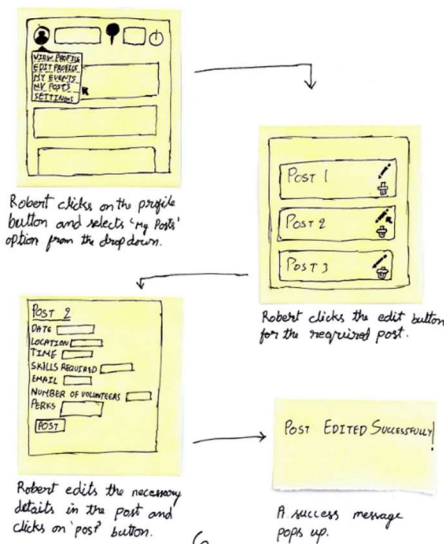 VIEW PROFILE
EDIT PROFILE
MY EVENTS
MY POSTS
SETTINGS
Robert clicks on the profile
button and selects 'My Posts'
option from the dropdown.
POST 1
POST 2
POST 3
Robert clicks the edit button
for the required post.
POST 2
DATE
LOCATION
TIME
SKILLS REQUIRED
EMAIL
NUMBER OF VOLUNTEERS
PERKS
POST
Robert edits the necessary
details in the post and
clicks on 'post' button.
POST EDITED SUCCESSFULLY!
A success message
pops up.